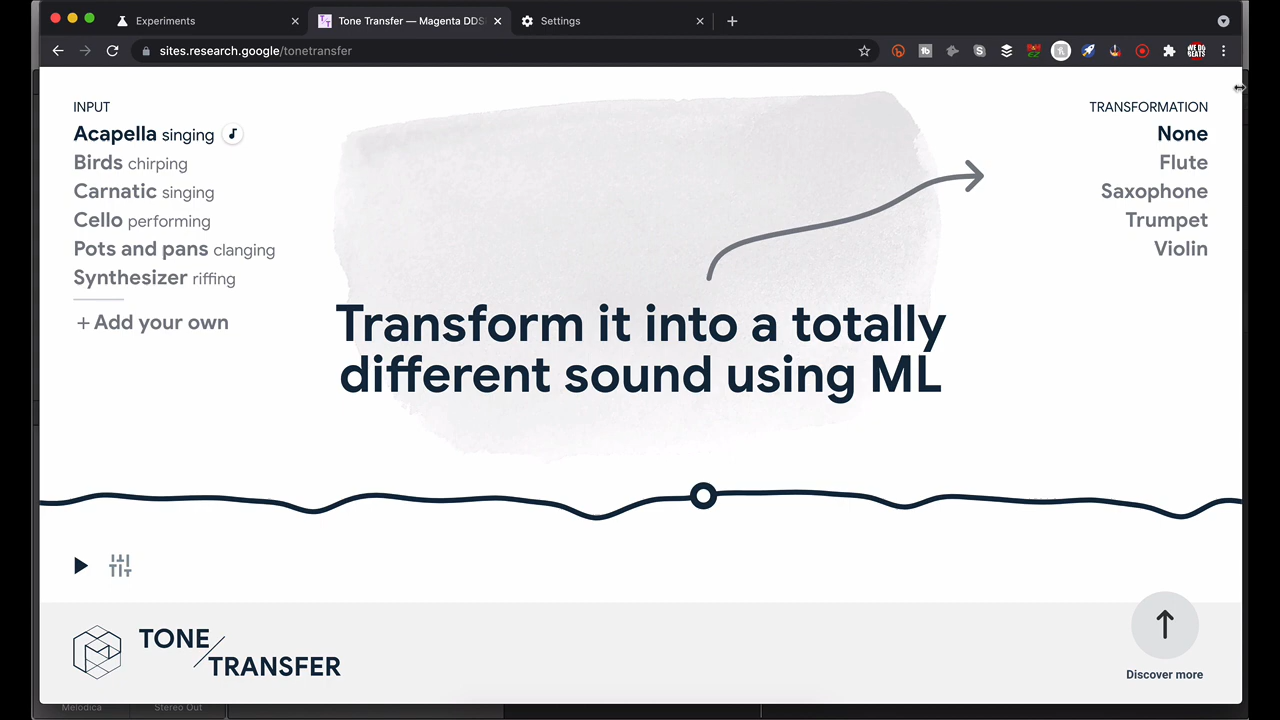 Experiments
Tone Transfer — Magenta DDS
Settings
sites.research.google/tonetransfer
INPUT
Acapella singing
Birds chirping
Carnatic singing
Cello performing
Pots and pans clanging
Synthesizer riffing
+ Add your own
TRANSFORMATION
None
Flute
Saxophone
Trumpet
Violin
Transform it into a totally
different sound using ML
TONE
TRANSFER
Discover more
Melodica
Stereo Out